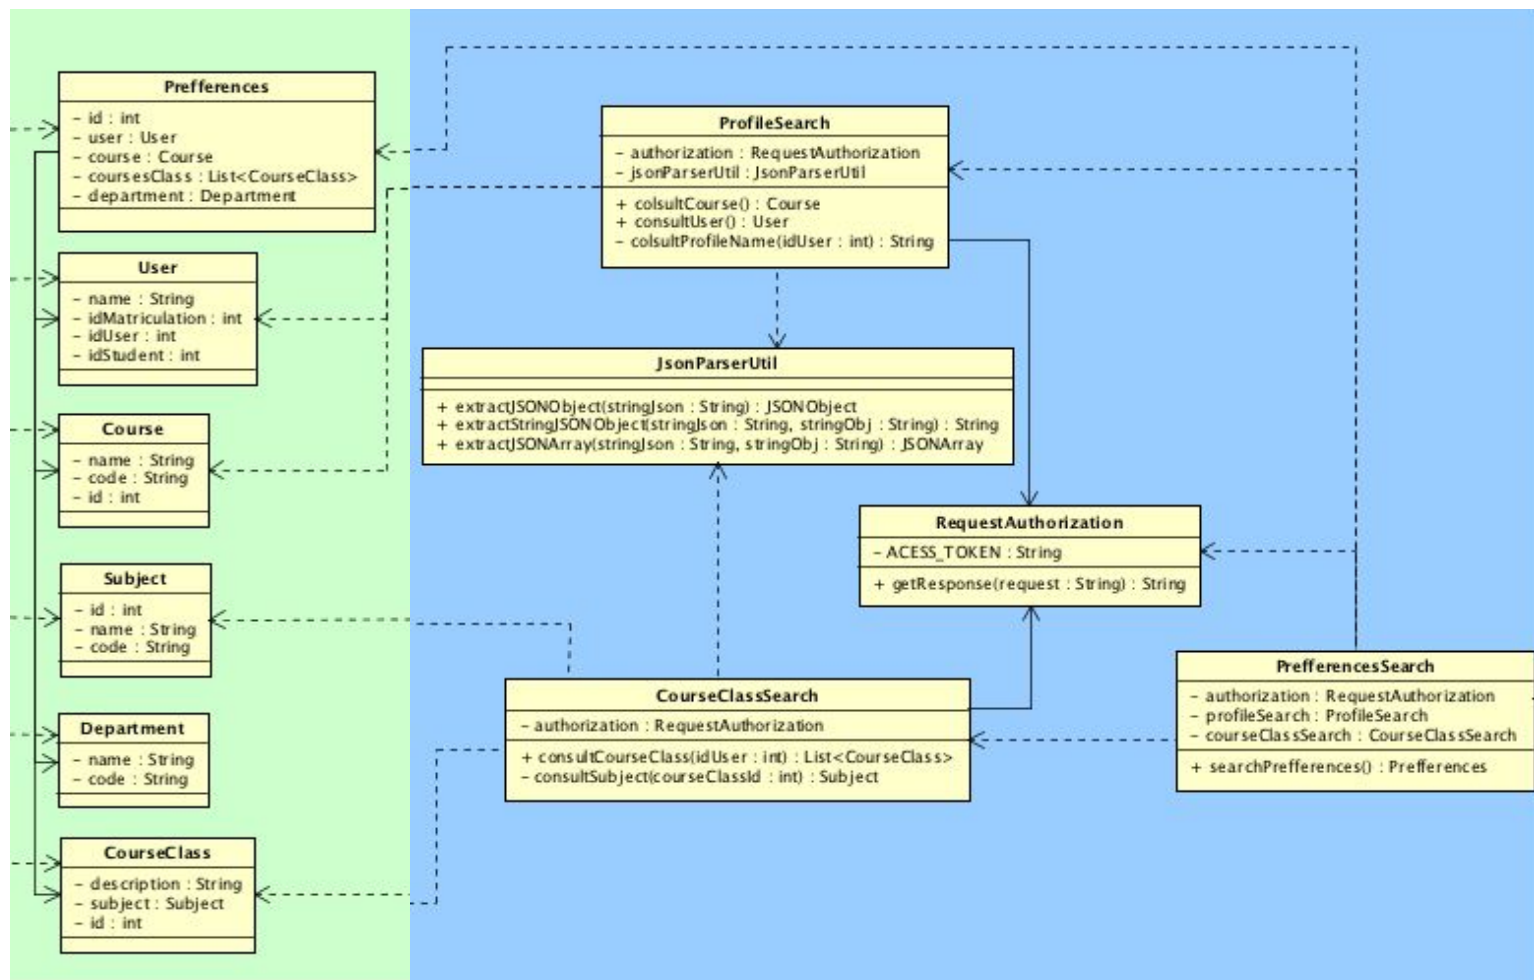 Prefferences
- id : int
- user : User
- course : Course
- coursesClass : List<CourseClass>
- department : Department
User
- name : String
- idMatriculation : int
- idUser : int
- idStudent : int
Course
- name : String
- code : String
- id : int
Subject
- id : int
- name : String
- code : String
Department
- name : String
- code : String
CourseClass
- description : String
- subject : Subject
- id : int
ProfileSearch
- authorization : RequestAuthorization
- jsonParserUtil : JsonParserUtil
+ colsultCourse() : Course
+ consultUser() : User
- colsultProfileName(idUser : int) : String
JsonParserUtil
+ extractJSONObject(stringJson : String) : JSONObject
+ extractStringJSONObject(stringJson : String, stringObj : String) : String
+ extractJSONArray(stringJson : String, stringObj : String) : JSONArray
RequestAuthorization
- ACESS_TOKEN : String
+ getResponse(request : String) : String
CourseClassSearch
- authorization : RequestAuthorization
+ consultCourseClass(idUser : int) : List<CourseClass>
- consultSubject(courseClassId : int) : Subject
PrefferencesSearch
- authorization : RequestAuthorization
- profileSearch : ProfileSearch
- courseClassSearch : CourseClassSearch
+ searchPrefferences() : Prefferences